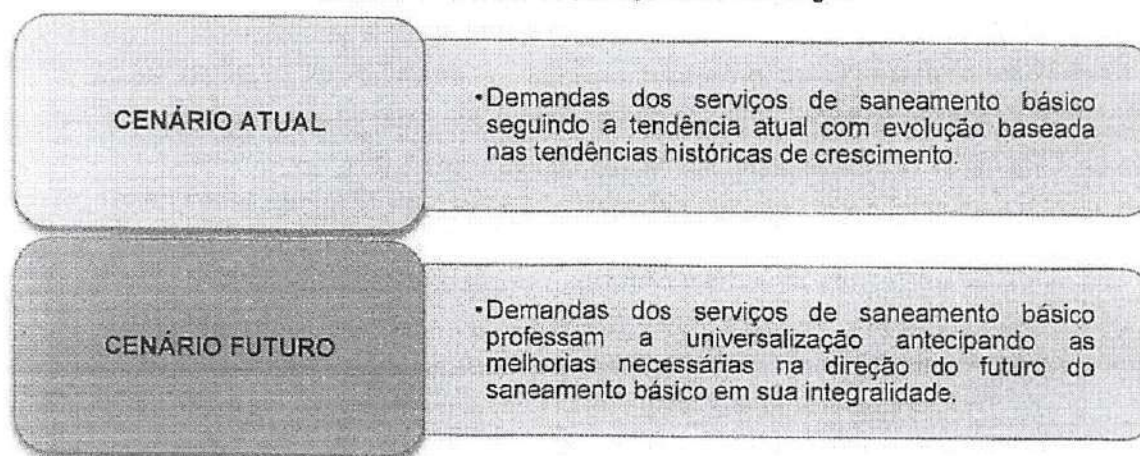 CENÁRIO ATUAL
•Demandas dos serviços de saneamento básico
seguindo a tendência atual com evolução baseada
nas tendências históricas de crescimento.
CENÁRIO FUTURO
•Demandas dos serviços de saneamento básico
professam a universalização antecipando as
melhorias necessárias na direção do futuro do
saneamento básico em sua integralidade.